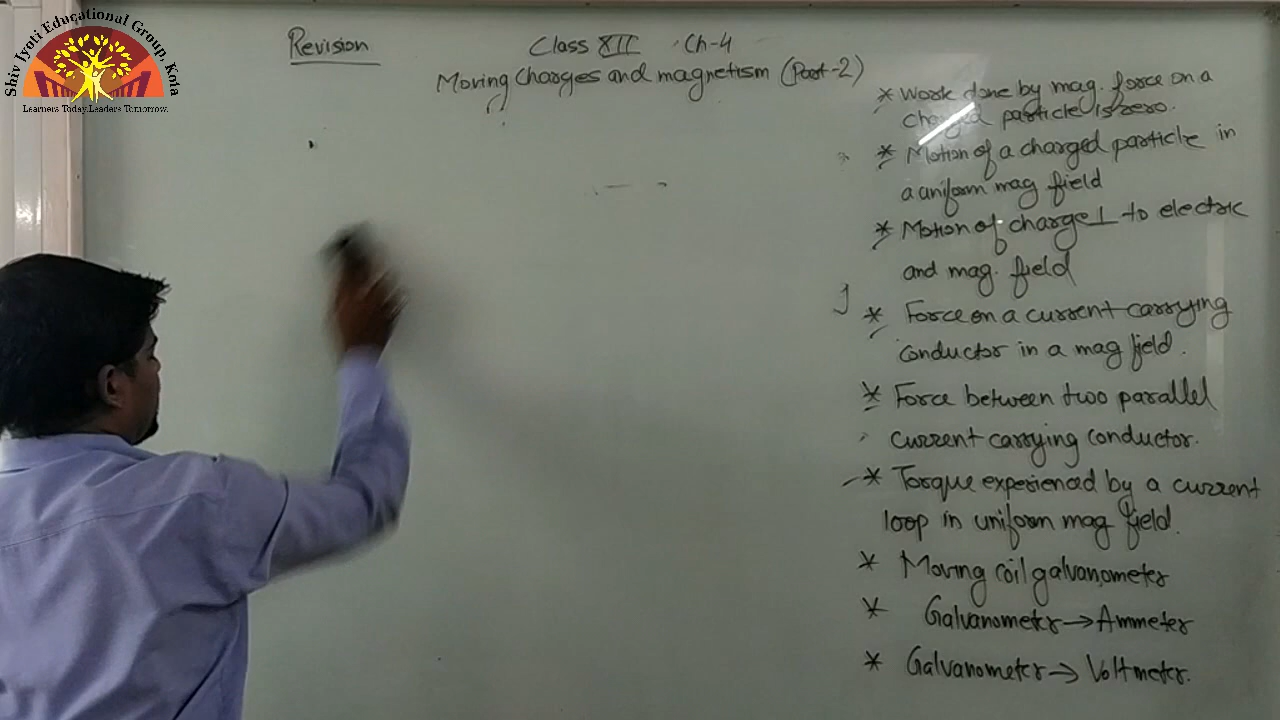 Shiv Jyoti Educational Group, Kota
Learners Today.Leaders Tomorrow.
Revision
Class XII Ch-4
Moving Charges and magnetism (Part-2)
* Work done by mag. force on a
charged particle is zero.
* Motion of a charged particle in
a uniform mag field
* Motion of charge ⊥ to electric
and mag. field
* Force on a current carrying
conductor in a mag field.
* Force between two parallel
current carrying conductor.
* Torque experienced by a current
loop in uniform mag field.
* Moving coil galvanometer
* Galvanometer → Ammeter
* Galvanometer → Voltmeter.